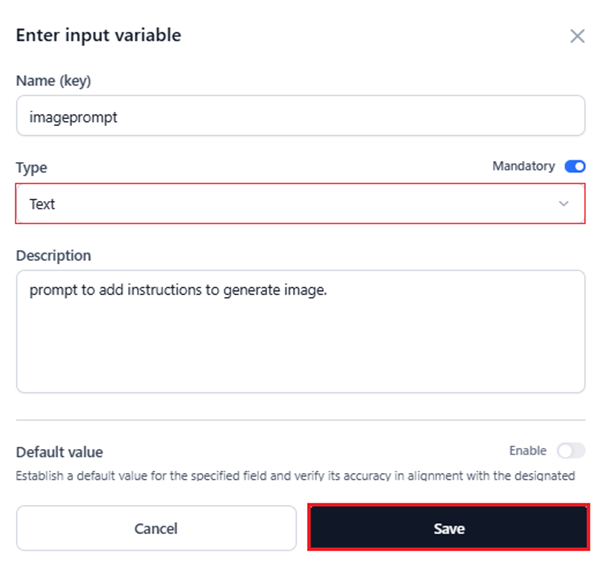 Enter input variable
Name (key)
imageprompt
Type
Mandatory
Text
Description
prompt to add instructions to generate image.
Default value
Enable
Establish a default value for the specified field and verify its accuracy in alignment with the designated
Cancel
Save